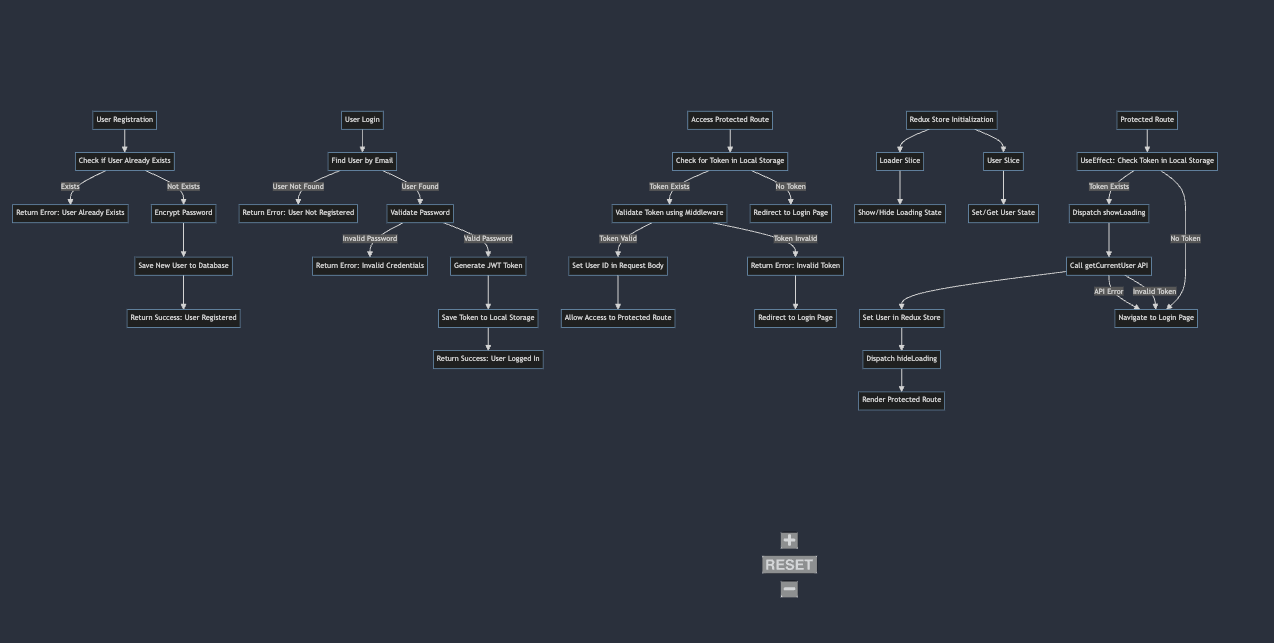 User Registration
User Login
Access Protected Route
Redux Store Initialization
Protected Route
Check if User Already Exists
Find User by Email
Check for Token in Local Storage
Loader Slice
User Slice
UseEffect: Check Token in Local Storage
Exists
Not Exists
User Not Found
User Found
Token Exists
No Token
Token Exists
Return Error: User Already Exists
Encrypt Password
Return Error: User Not Registered
Validate Password
Validate Token using Middleware
Redirect to Login Page
Show/Hide Loading State
Set/Get User State
Dispatch showLoading
Invalid Password
Valid Password
Token Valid
Token Invalid
No Token
Save New User to Database
Return Error: Invalid Credentials
Generate JWT Token
Set User ID in Request Body
Return Error: Invalid Token
Call getCurrentUser API
API Error
Invalid Token
Return Success: User Registered
Save Token to Local Storage
Allow Access to Protected Route
Redirect to Login Page
Set User in Redux Store
Navigate to Login Page
Return Success: User Logged In
Dispatch hideLoading
Render Protected Route
+
RESET
−